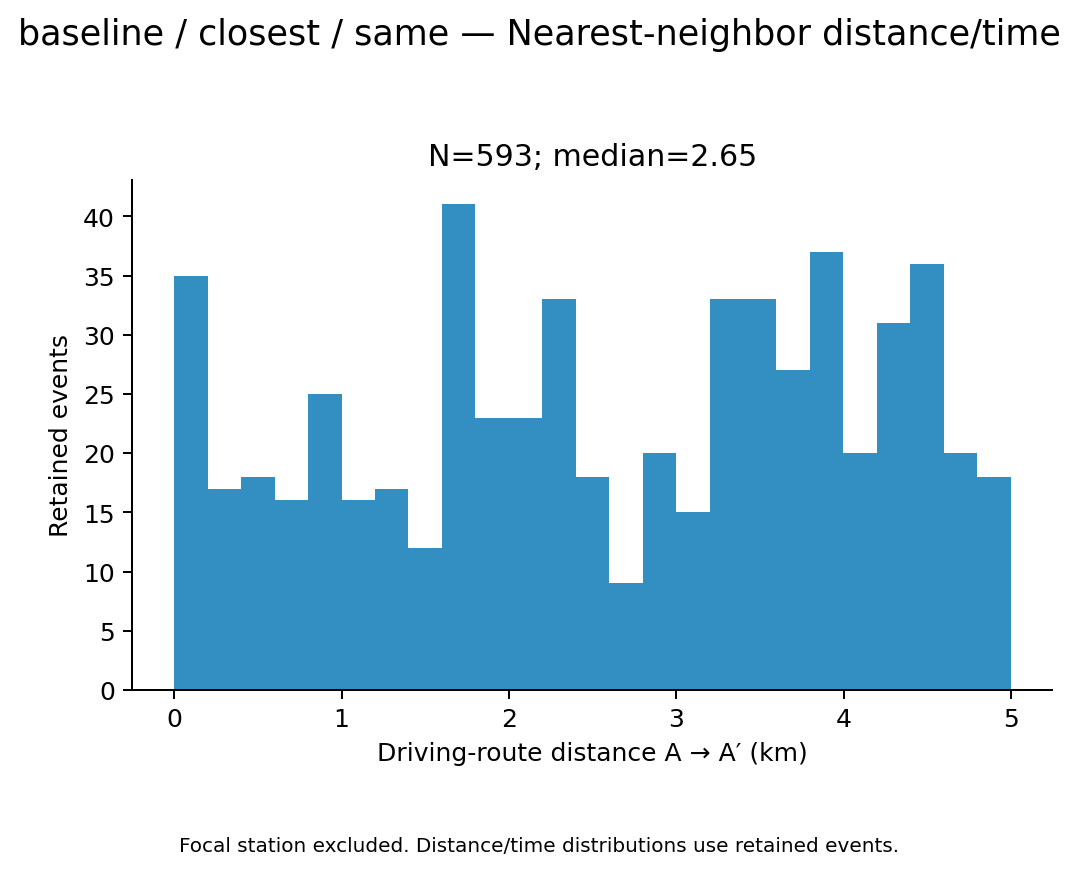 baseline / closest / same — Nearest-neighbor distance/time
N=593; median=2.65
Retained events
40
35
30
25
20
15
10
5
0
0 1 2 3 4 5
Driving-route distance A → A′ (km)
Focal station excluded. Distance/time distributions use retained events.